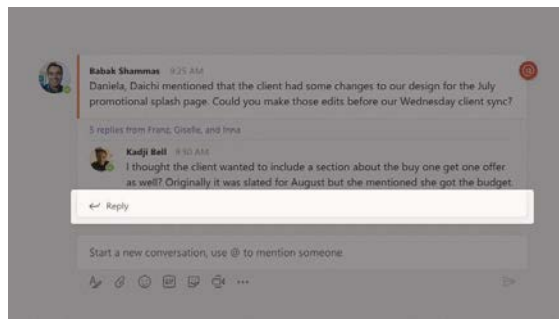 Babak Shammas 9:25 AM
Daniela, Daichi mentioned that the client had some changes to our design for the July
promotional splash page. Could you make those edits before our Wednesday client sync?
5 replies from Franz, Giselle, and Inna
Kadji Bell 9:50 AM
I thought the client wanted to include a section about the buy one get one offer
as well? Originally it was slated for August but she mentioned she got the budget
Reply
Start a new conversation, use @ to mention someone